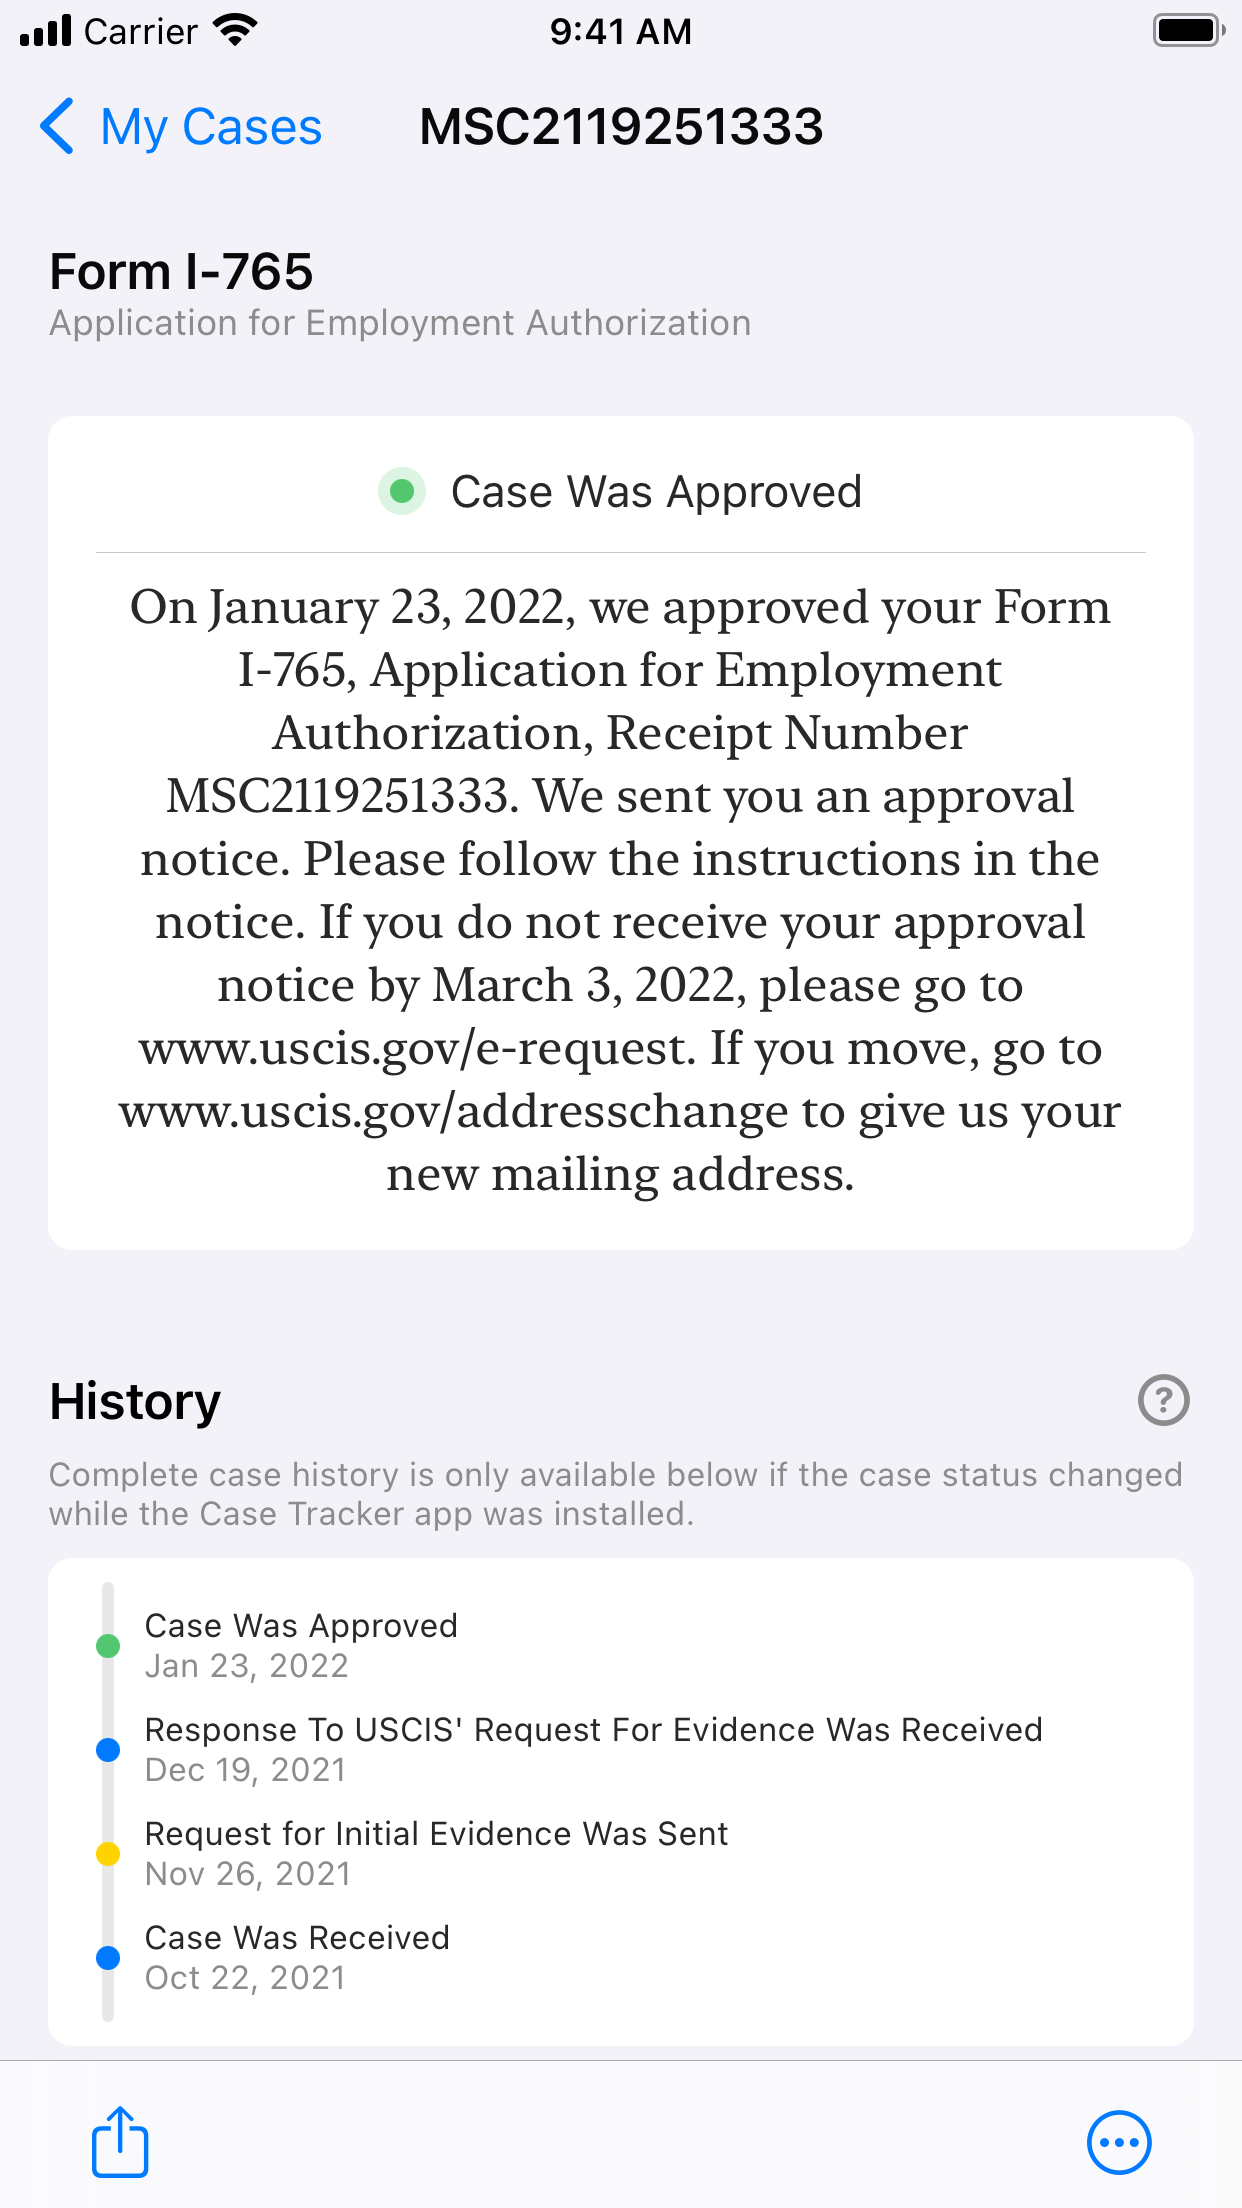 Carrier 9:41 AM
My Cases MSC2119251333
Form I-765
Application for Employment Authorization
Case Was Approved
On January 23, 2022, we approved your Form
I-765, Application for Employment
Authorization, Receipt Number
MSC2119251333. We sent you an approval
notice. Please follow the instructions in the
notice. If you do not receive your approval
notice by March 3, 2022, please go to
www.uscis.gov/e-request. If you move, go to
www.uscis.gov/addresschange to give us your
new mailing address.
History ?
Complete case history is only available below if the case status changed
while the Case Tracker app was installed.
Case Was Approved
Jan 23, 2022
Response To USCIS' Request For Evidence Was Received
Dec 19, 2021
Request for Initial Evidence Was Sent
Nov 26, 2021
Case Was Received
Oct 22, 2021